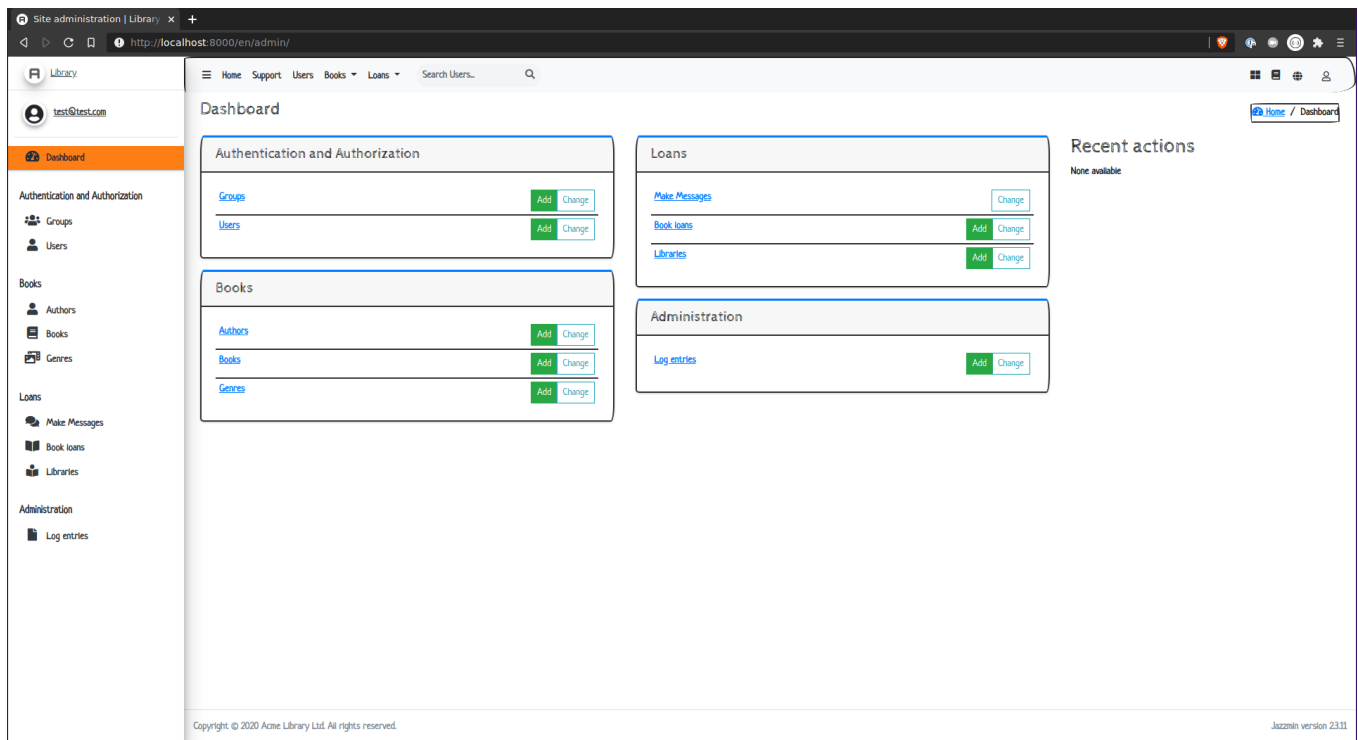 Site administration | Library
http://localhost:8000/en/admin/
Library
Home Support Users Books Loans Search Users...
test@test.com
Dashboard
Home / Dashboard
Dashboard
Authentication and Authorization
Groups
Users
Books
Authors
Books
Genres
Loans
Make Messages
Book loans
Libraries
Administration
Log entries
Authentication and Authorization
Groups Add Change
Users Add Change
Books
Authors Add Change
Books Add Change
Genres Add Change
Loans
Make Messages Change
Book loans Add Change
Libraries Add Change
Administration
Log entries Add Change
Recent actions
None available
Copyright © 2020 Acme Library Ltd. All rights reserved.
Jazzmin version 2.3.11